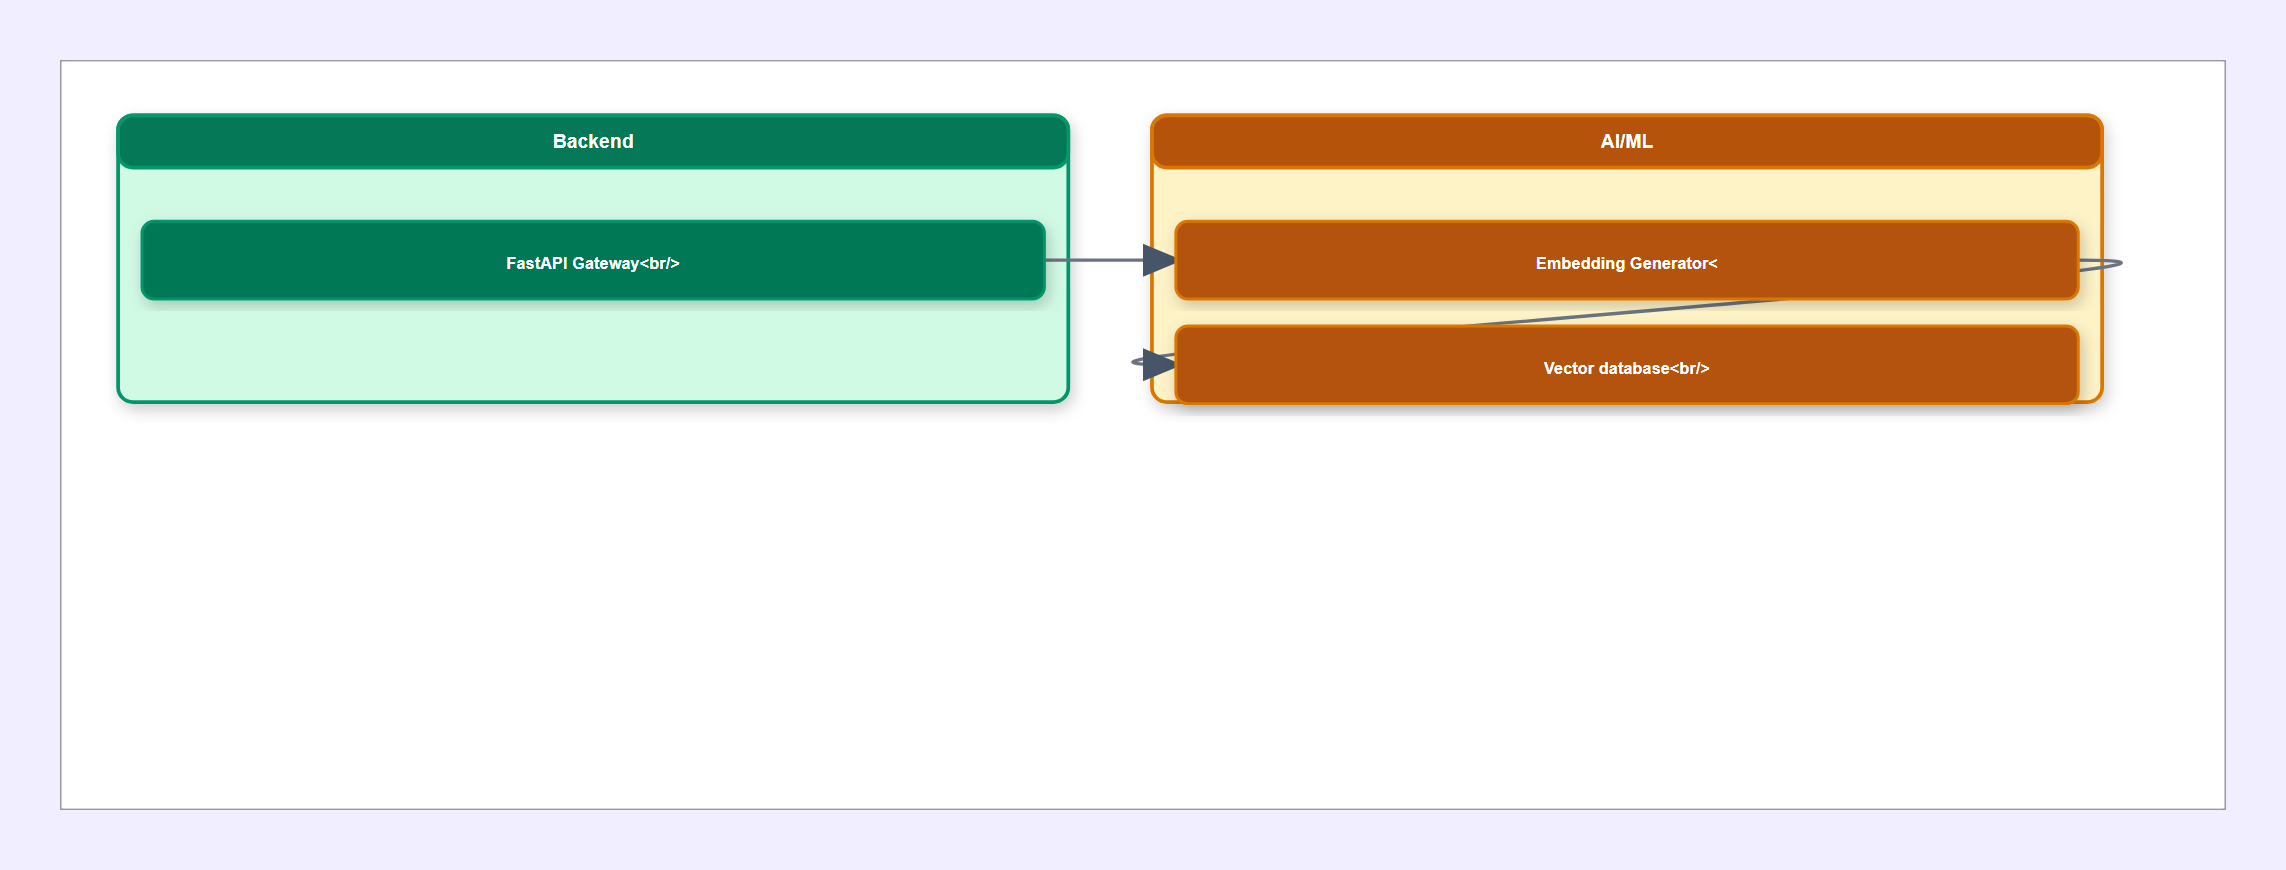 Backend
FastAPI Gateway<br/>
AI/ML
Embedding Generator<
Vector database<br/>